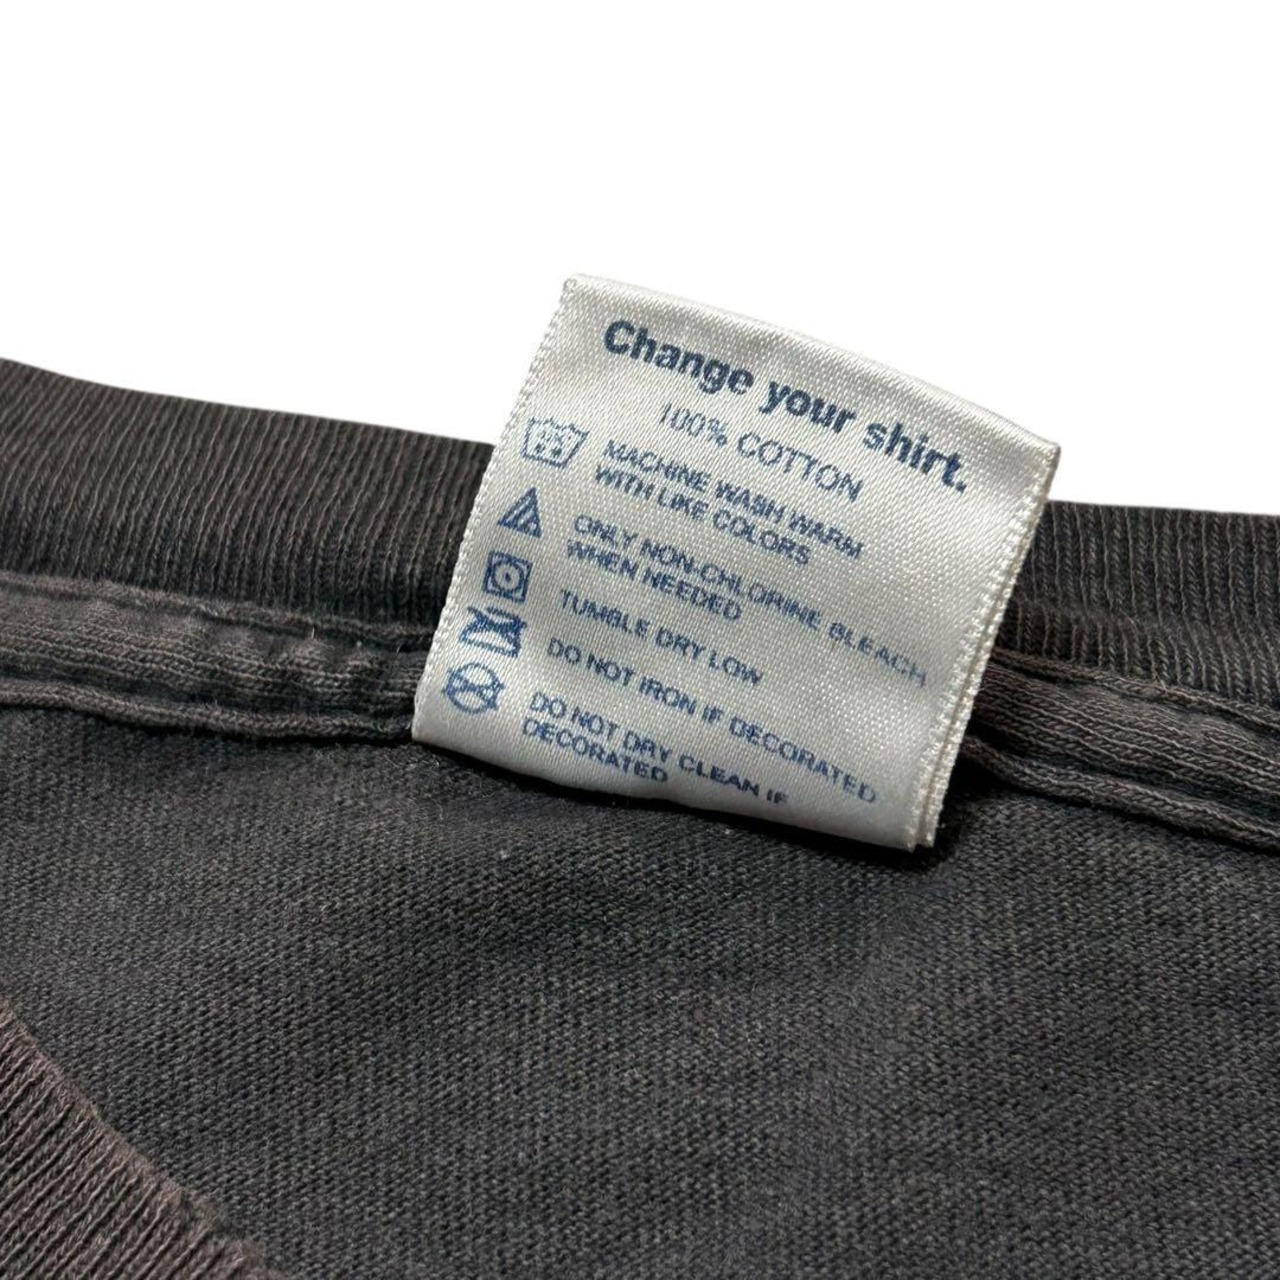 Change your shirt.
100% COTTON
MACHINE WASH WARM
WITH LIKE COLORS
ONLY NON-CHLORINE BLEACH
WHEN NEEDED
TUMBLE DRY LOW
DO NOT IRON IF DECORATED
DO NOT DRY CLEAN IF
DECORATED